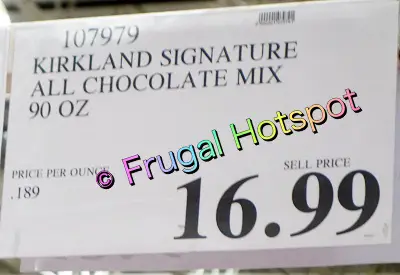 107979
KIRKLAND SIGNATURE
ALL CHOCOLATE MIX
90 OZ
© Frugal Hotspot
PRICE PER OUNCE
.189
SELL PRICE
16.99